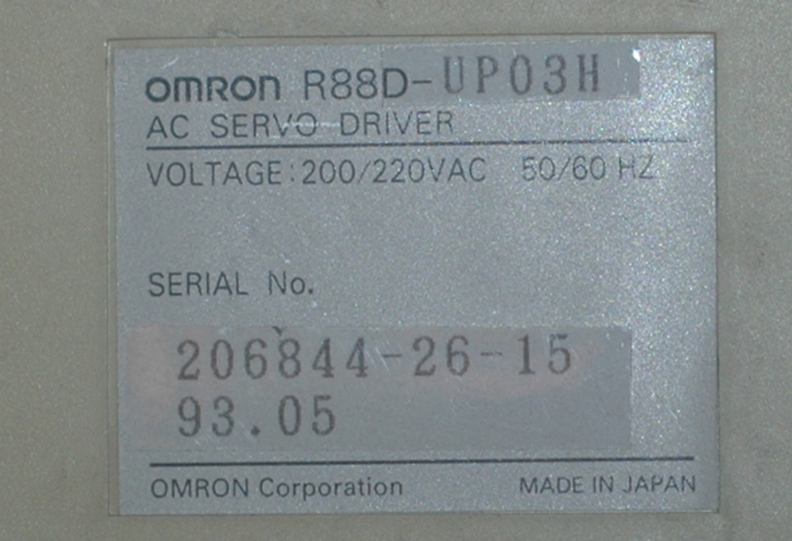 OMRON R88D-UP03H
AC SERVO DRIVER
VOLTAGE:200/220VAC 50/60 HZ
SERIAL No.
206844-26-15
93.05
OMRON Corporation MADE IN JAPAN